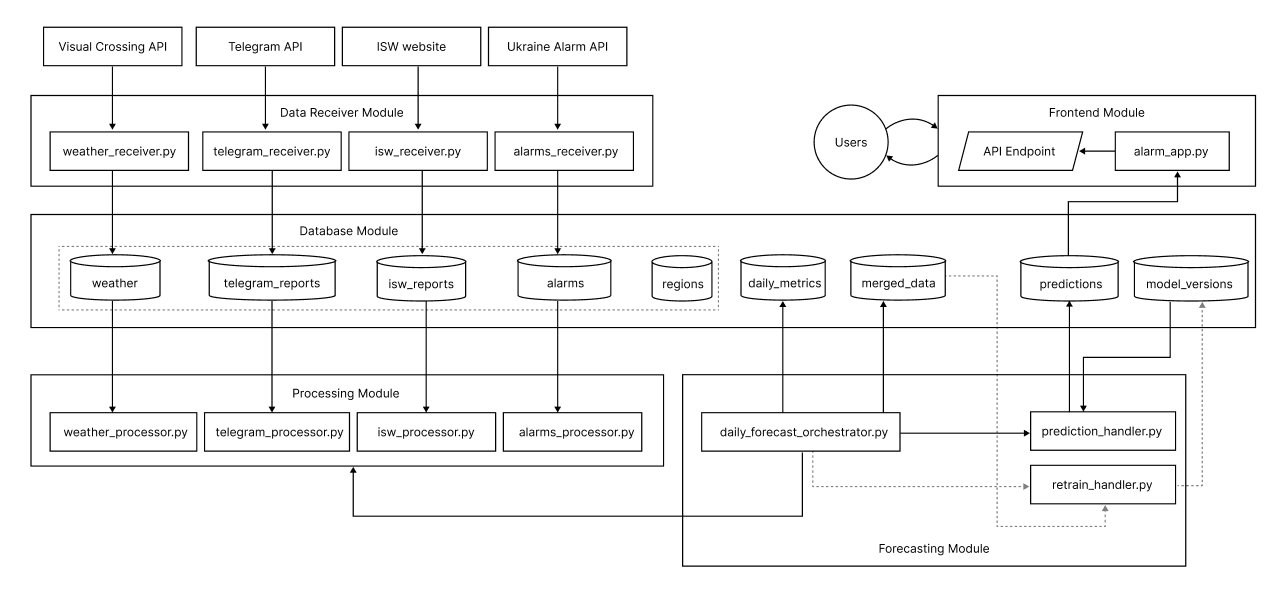 Visual Crossing API
Telegram API
ISW website
Ukraine Alarm API
Data Receiver Module
weather_receiver.py
telegram_receiver.py
isw_receiver.py
alarms_receiver.py
Users
Frontend Module
API Endpoint
alarm_app.py
Database Module
weather
telegram_reports
isw_reports
alarms
regions
daily_metrics
merged_data
predictions
model_versions
Processing Module
weather_processor.py
telegram_processor.py
isw_processor.py
alarms_processor.py
daily_forecast_orchestrator.py
prediction_handler.py
retrain_handler.py
Forecasting Module